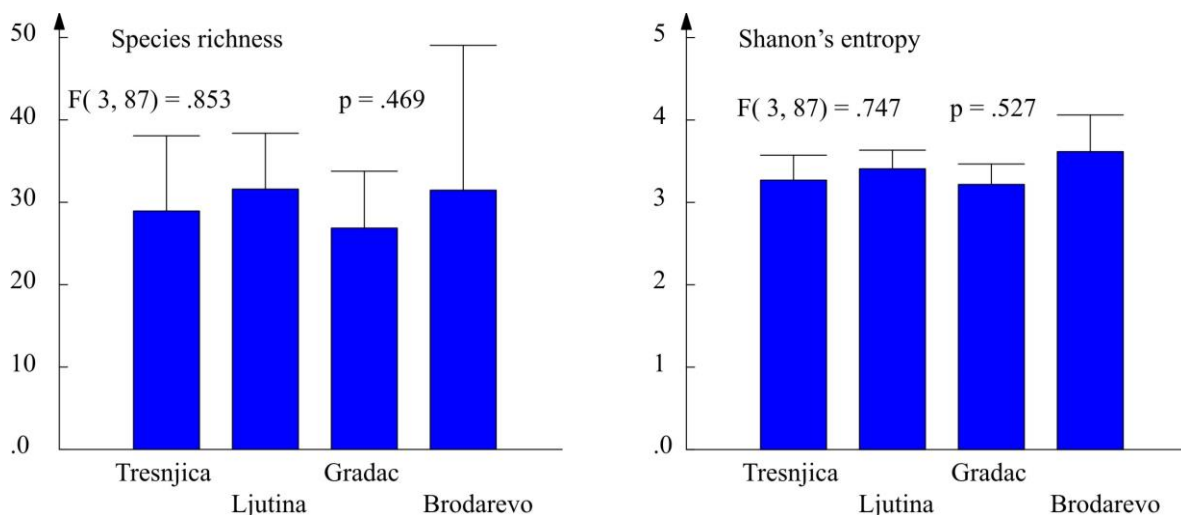 50
Species richness
F( 3, 87) = .853
p = .469
40
30
20
10
.0
Tresnjica
Gradac
Ljutina
Brodarevo
5
Shanon’s entropy
F( 3, 87) = .747
p = .527
4
3
2
1
.0
Tresnjica
Gradac
Ljutina
Brodarevo